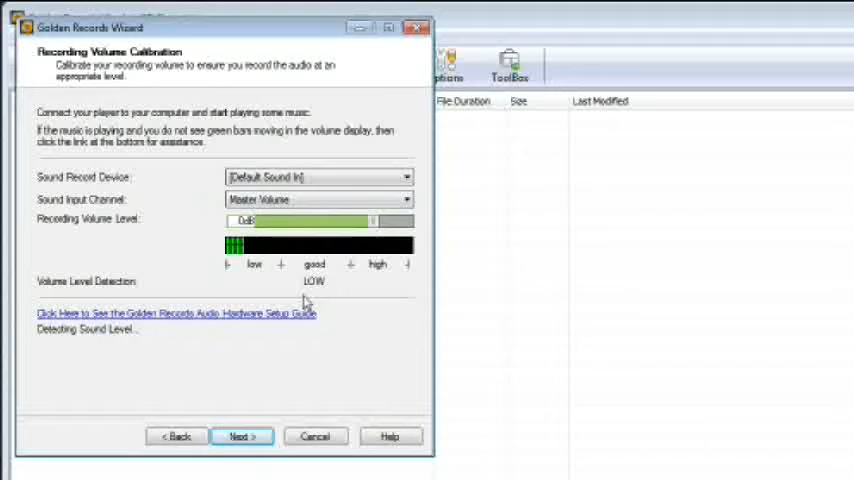 Golden Records Wizard
Recording Volume Calibration
Calibrate your recording volume to ensure you record the audio at an
appropriate level.
Connect your player to your computer and start playing some music.
If the music is playing and you do not see green bars moving in the volume display, then
click the link at the bottom for assistance.
Sound Record Device: [Default Sound In]
Sound Input Channel: Master Volume
Recording Volume Level: 0dB
low good high
Volume Level Detection: LOW
Click Here to See the Golden Records Audio Hardware Setup Guide
Detecting Sound Level...
< Back Next > Cancel Help
ptions ToolBox
File Duration Size Last Modified